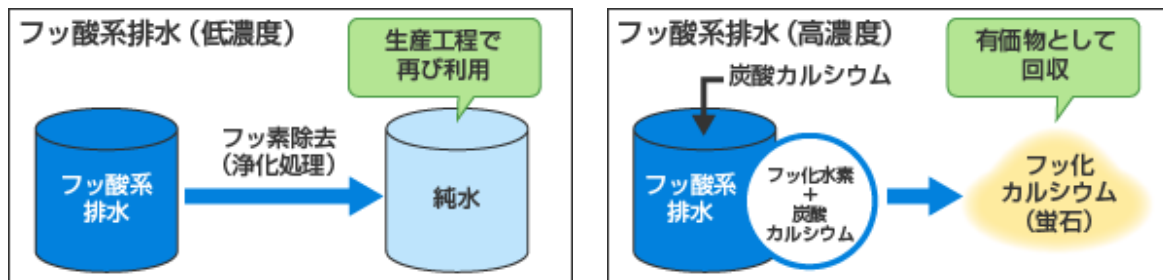 フッ酸系排水（低濃度）
生産工程で
再び利用
フッ素除去
（浄化処理）
フッ酸系
排水
純水
フッ酸系排水（高濃度）
有価物として
回収
炭酸カルシウム
フッ酸系
排水
フッ化水素
+
炭酸
カルシウム
フッ化
カルシウム
（蛍石）